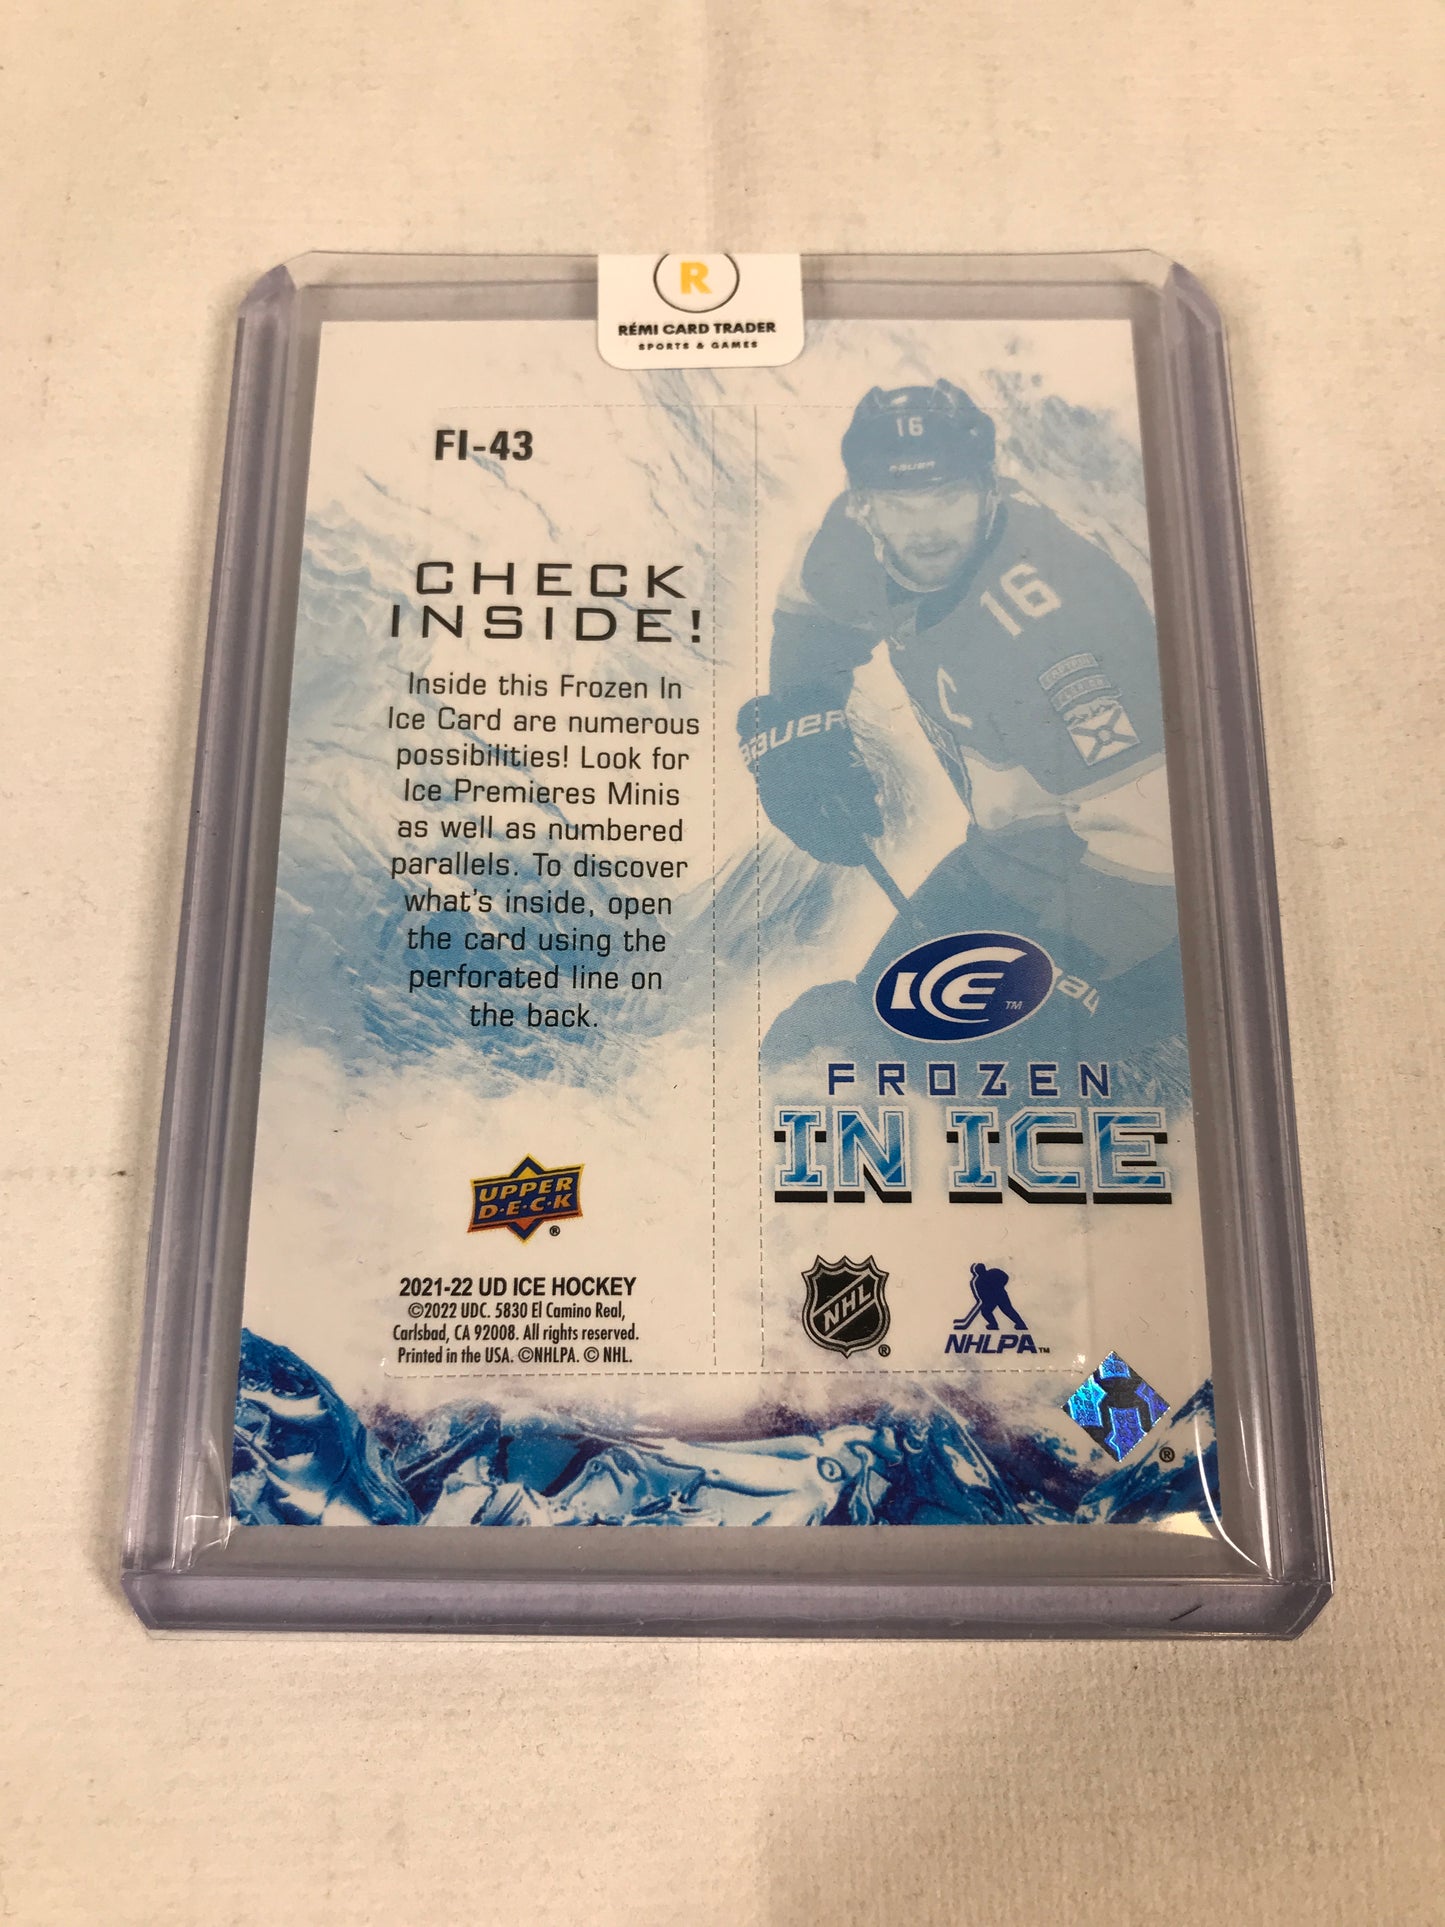 R
RÉMI CARD TRADER
SPORTS & GAMES
FI-43
16
BAUER
16
C
BAUER
CHECK
INSIDE!
Inside this Frozen In
Ice Card are numerous
possibilities! Look for
Ice Premieres Minis
as well as numbered
parallels. To discover
what's inside, open
the card using the
perforated line on
the back.
ICE TM
FROZEN
IN ICE
UPPER
D·E·C·K
®
2021-22 UD ICE HOCKEY
©2022 UDC. 5830 El Camino Real,
Carlsbad, CA 92008. All rights reserved.
Printed in the USA. ©NHLPA. © NHL.
NHL ®
NHLPA™
®